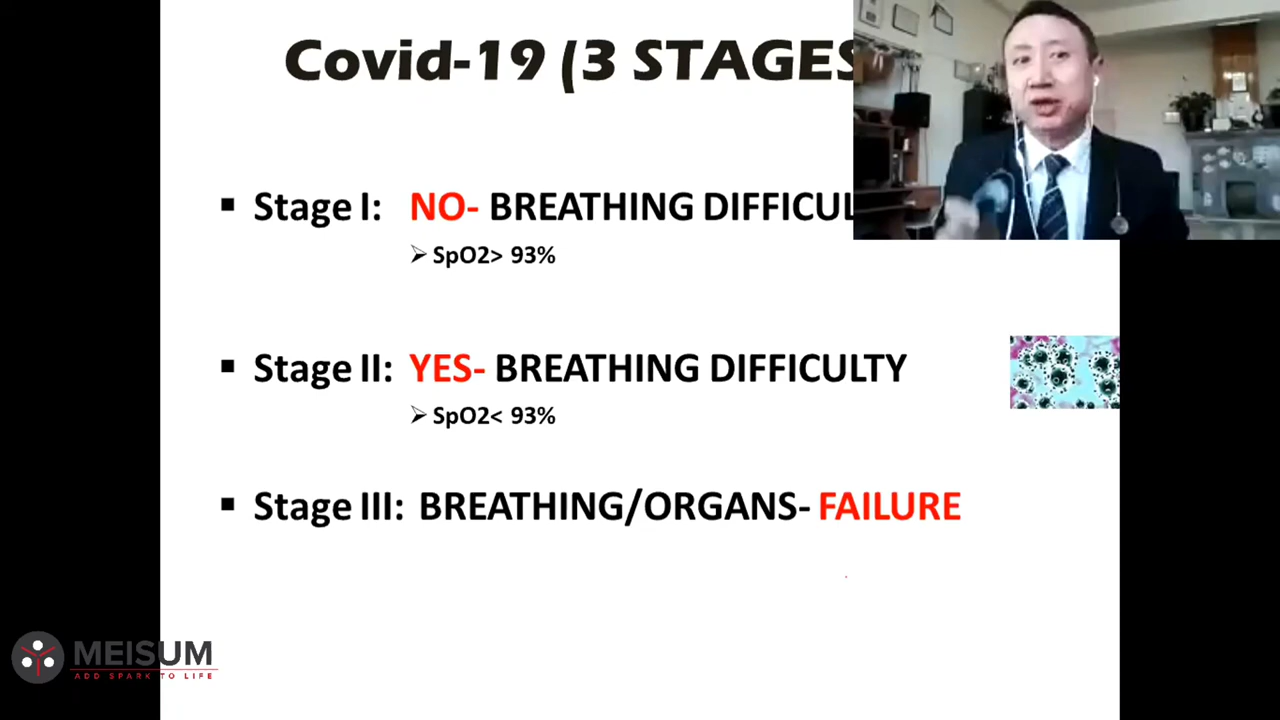 Covid-19 (3 STAGES
Stage I: NO- BREATHING DIFFICUL
SpO2> 93%
Stage II: YES- BREATHING DIFFICULTY
SpO2< 93%
Stage III: BREATHING/ORGANS- FAILURE
MEISUM
ADD SPARK TO LIFE